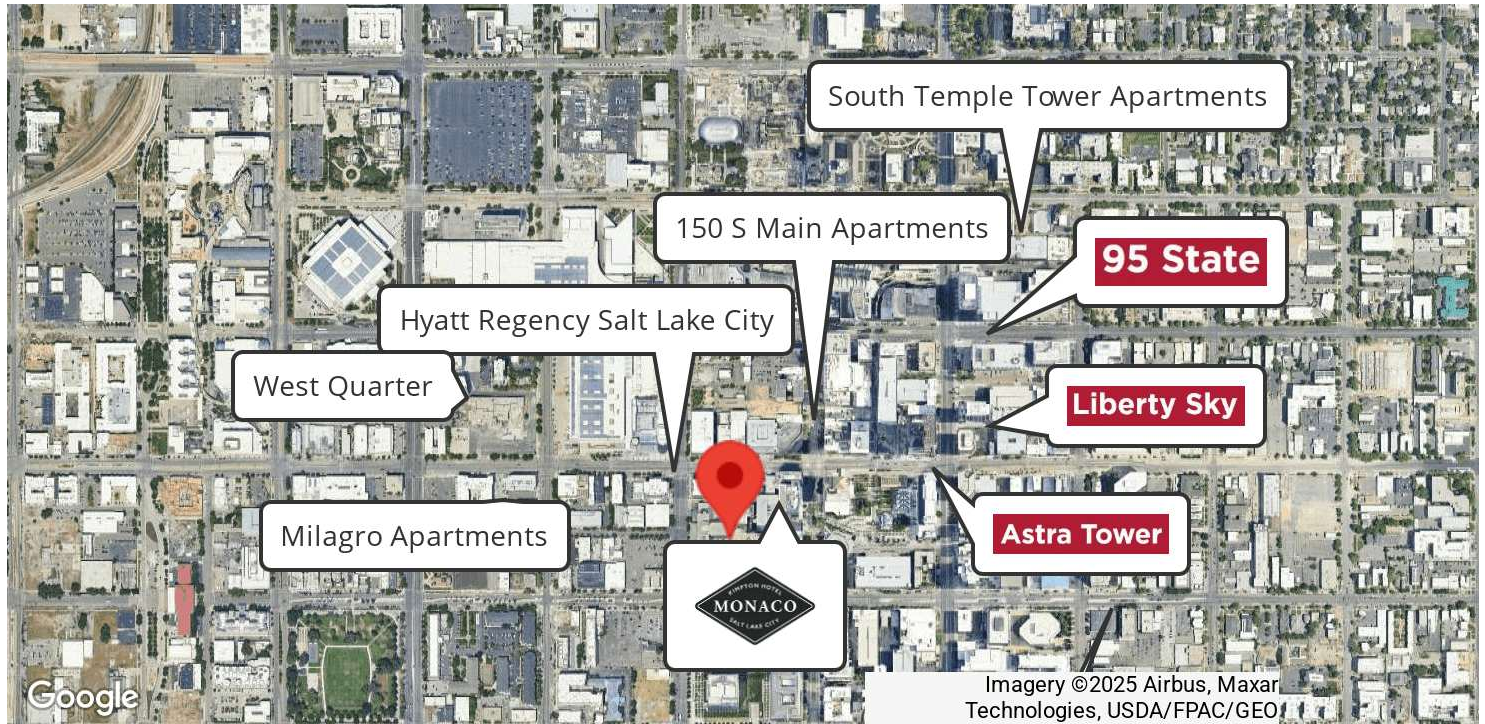 South Temple Tower Apartments
150 S Main Apartments
95 State
Hyatt Regency Salt Lake City
West Quarter
Liberty Sky
Milagro Apartments
Astra Tower
KIMPTON HOTEL
MONACO
SALT LAKE CITY
Google
Imagery ©2025 Airbus, Maxar
Technologies, USDA/FPAC/GEO